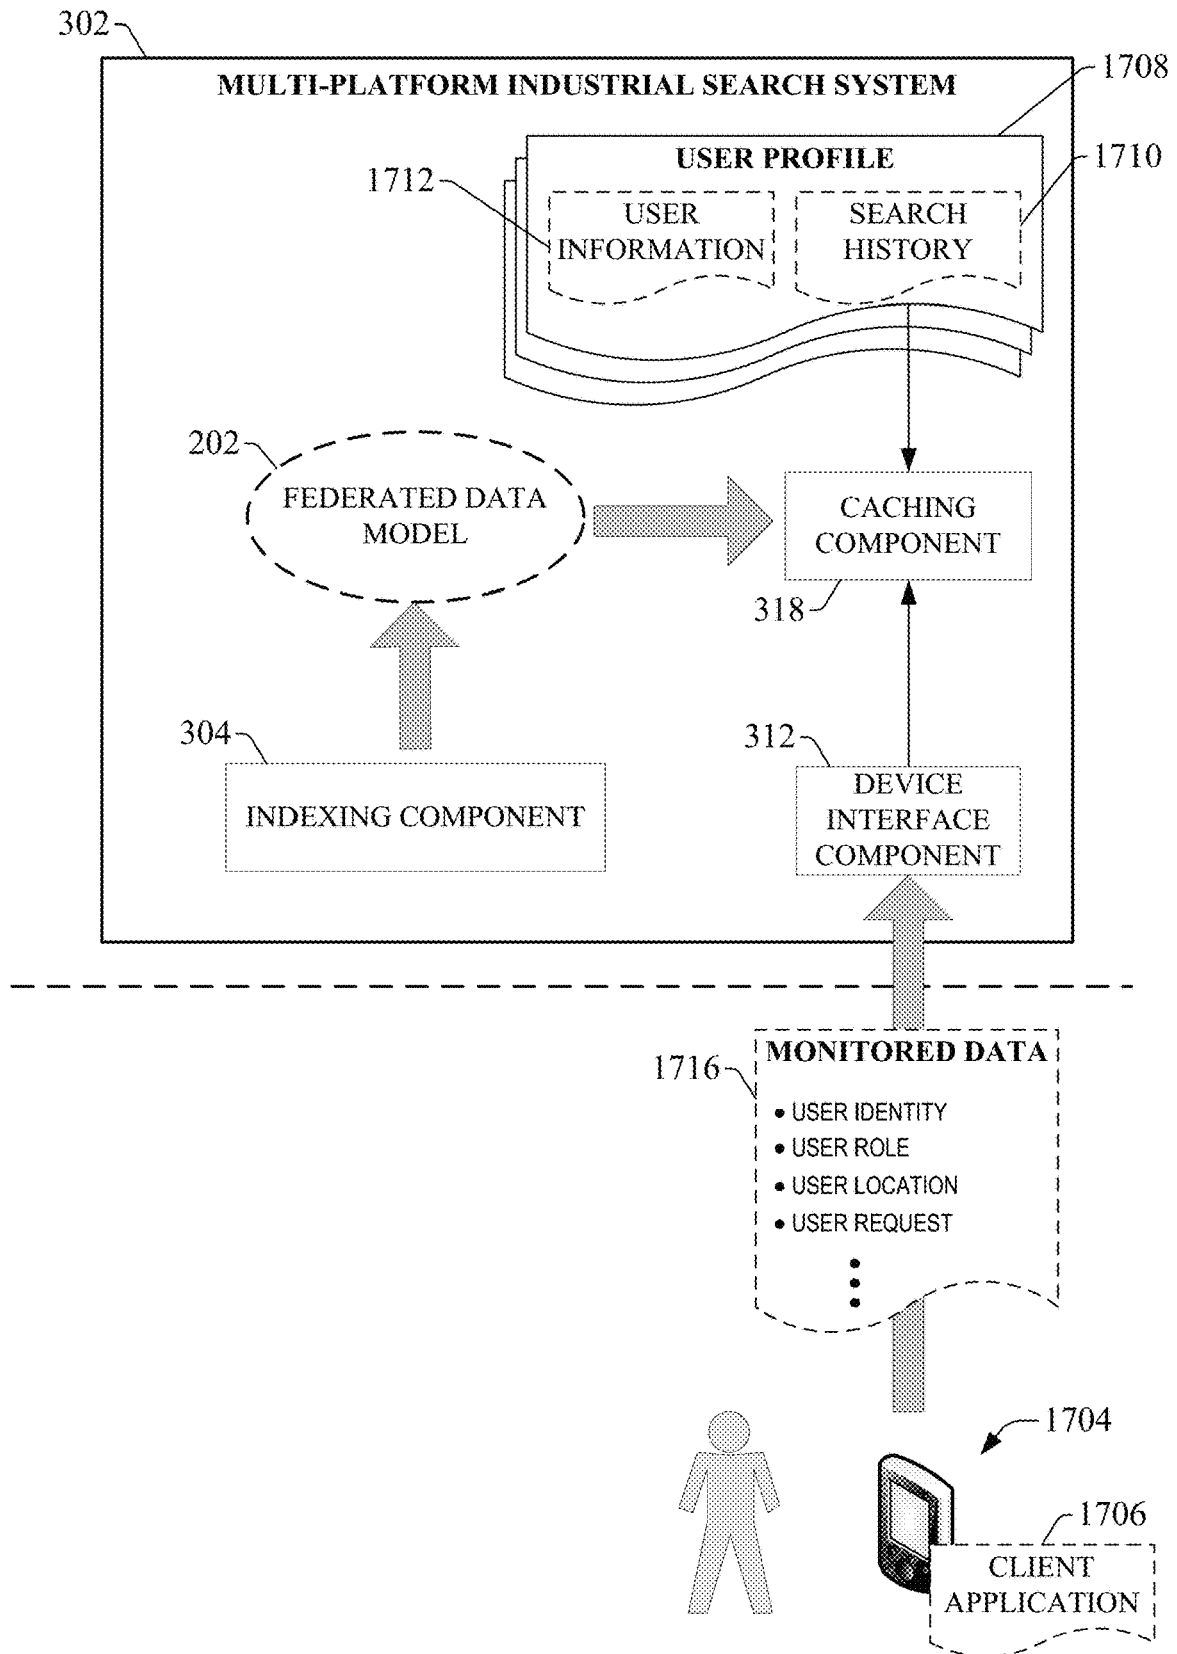 302
MULTI-PLATFORM INDUSTRIAL SEARCH SYSTEM
1708
USER PROFILE
1710
1712
USER
INFORMATION
SEARCH
HISTORY
202
FEDERATED DATA
MODEL
CACHING
COMPONENT
318
304
INDEXING COMPONENT
312
DEVICE
INTERFACE
COMPONENT
1716
MONITORED DATA
• USER IDENTITY
• USER ROLE
• USER LOCATION
• USER REQUEST
1704
1706
CLIENT
APPLICATION